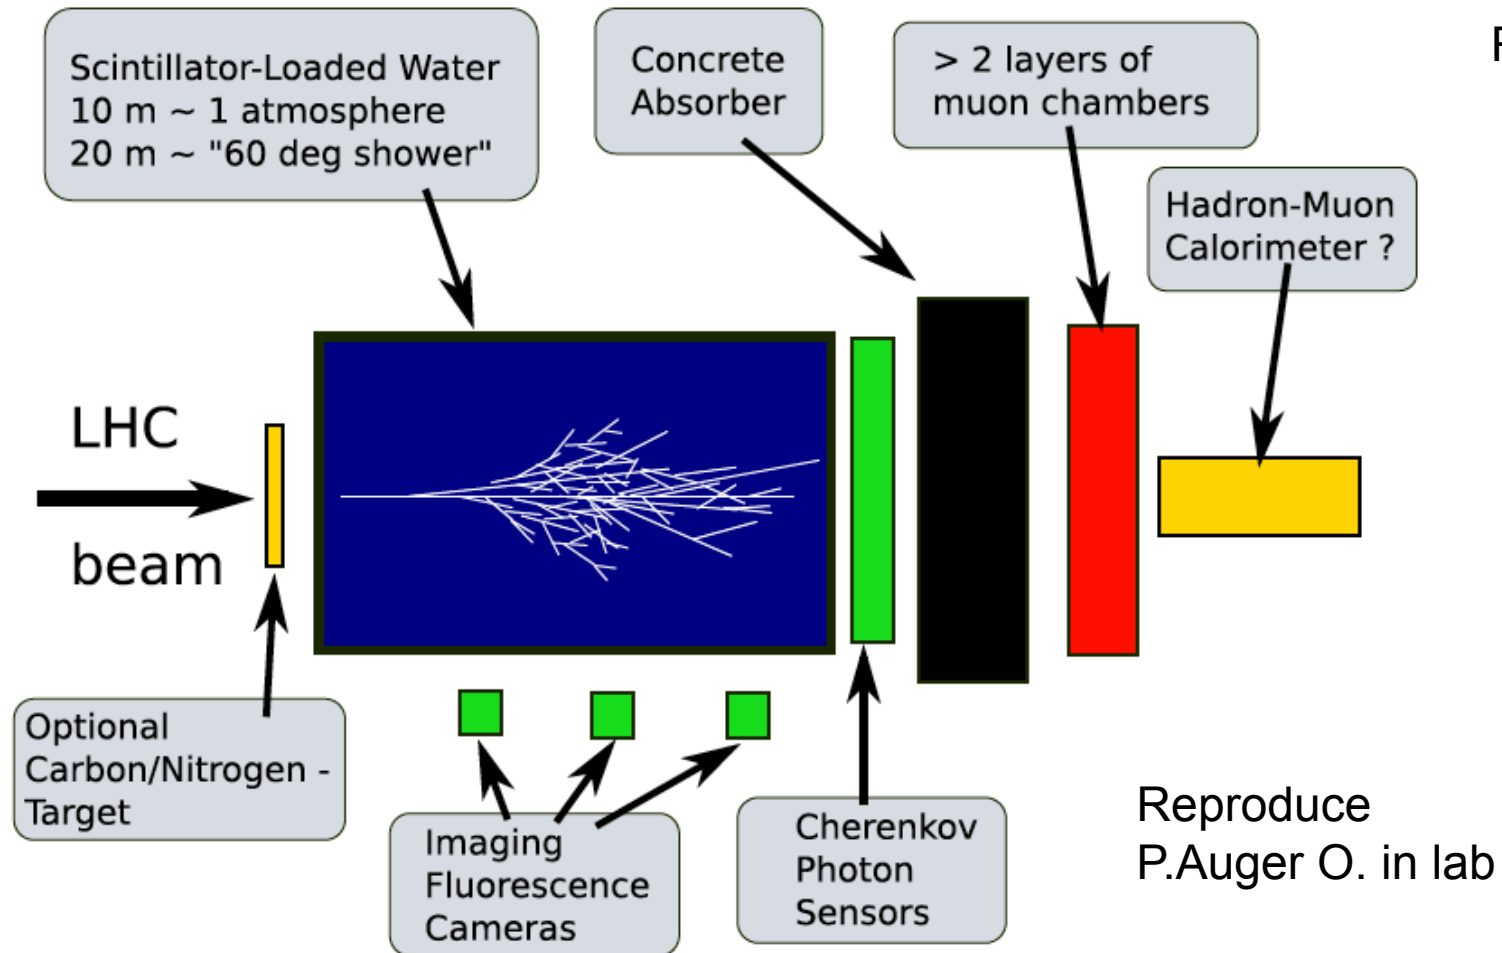 Scintillator-Loaded Water
10 m ~ 1 atmosphere
20 m ~ "60 deg shower"
Concrete
Absorber
> 2 layers of
muon chambers
Hadron-Muon
Calorimeter ?
LHC
beam
Optional
Carbon/Nitrogen -
Target
Imaging
Fluorescence
Cameras
Cherenkov
Photon
Sensors
Reproduce
P.Auger O. in lab